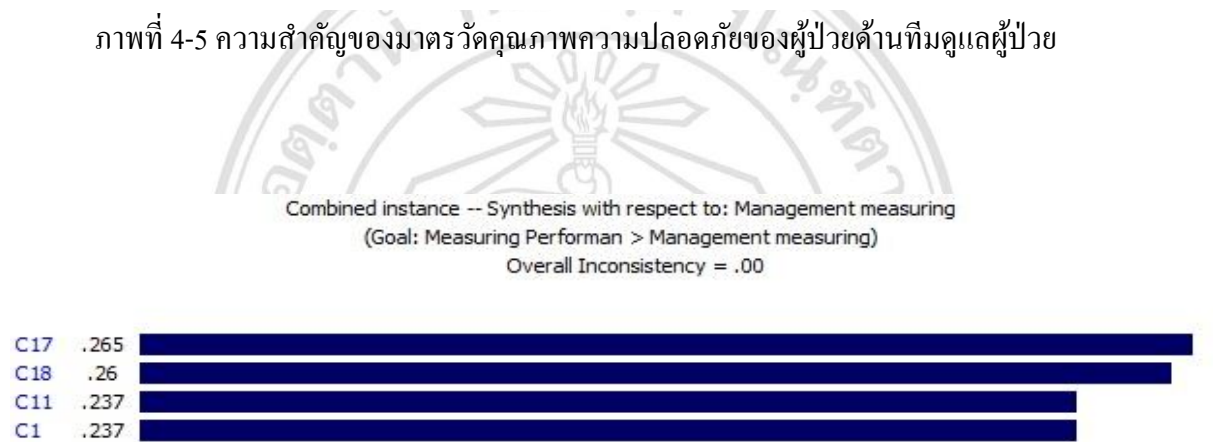 ภาพที่ 4-5 ความสำคัญของมาตรวัดคุณภาพความปลอดภัยของผู้ป่วยด้านทีมดูแลผู้ป่วย
Combined instance -- Synthesis with respect to: Management measuring
(Goal: Measuring Performan > Management measuring)
Overall Inconsistency = .00
C17 .265
C18 .26
C11 .237
C1 .237